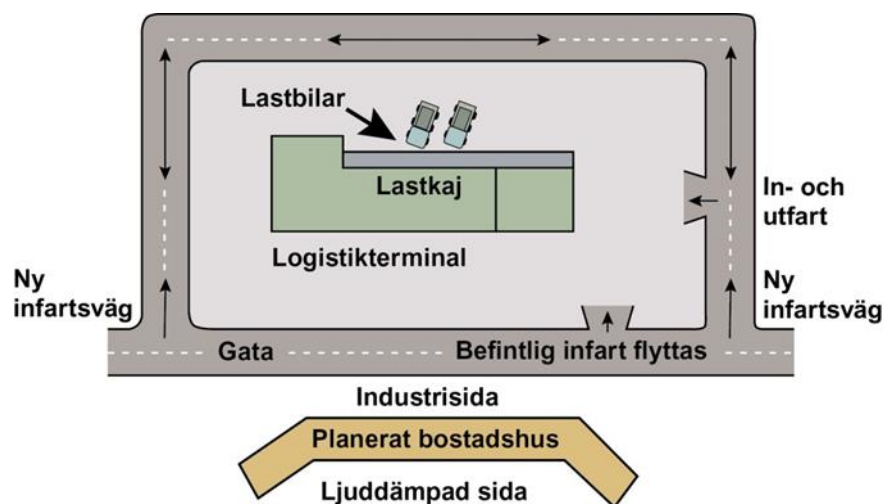 Lastbilar
Lastkaj
In- och
utfart
Logistikterminal
Ny
infartsväg
Ny
infartsväg
Gata
Befintlig infart flyttas
Industrisida
Planerat bostadshus
Ljuddämpad sida